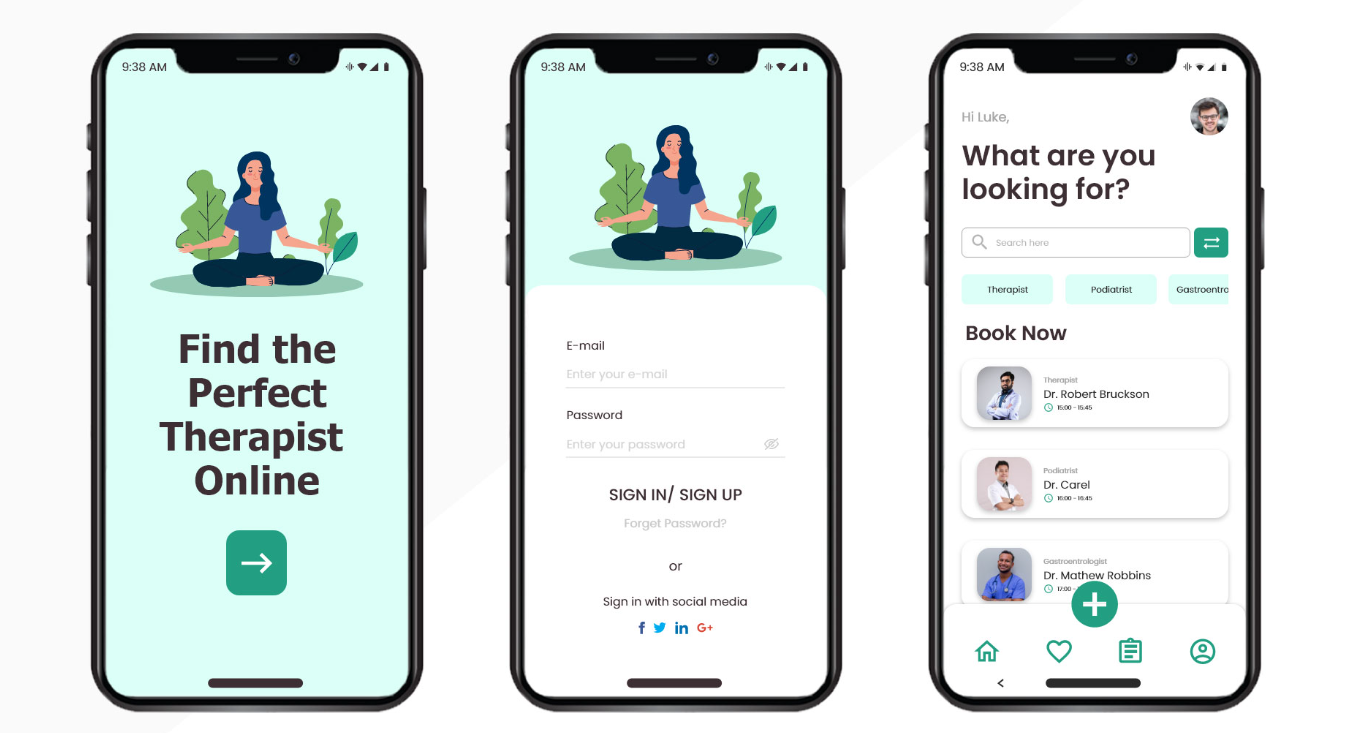 9:38 AM
Find the
Perfect
Therapist
Online
9:38 AM
E-mail
Enter your e-mail
Password
Enter your password
SIGN IN/ SIGN UP
Forget Password?
or
Sign in with social media
f in G+
9:38 AM
Hi Luke,
What are you
looking for?
Search here
Therapist Podiatrist Gastroentro
Book Now
Therapist
Dr. Robert Bruckson
15:00 - 15:45
Podiatrist
Dr. Carel
16:00 - 16:45
Gastroentrologist
Dr. Mathew Robbins
17:00 -